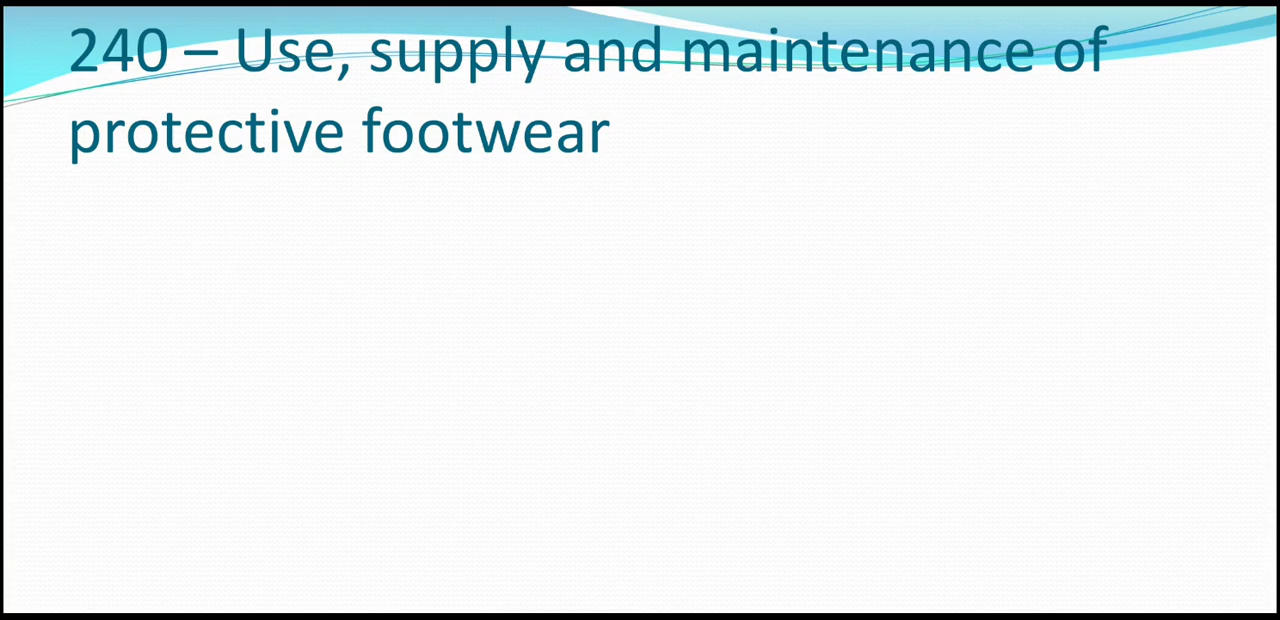 240 – Use, supply and maintenance of
protective footwear